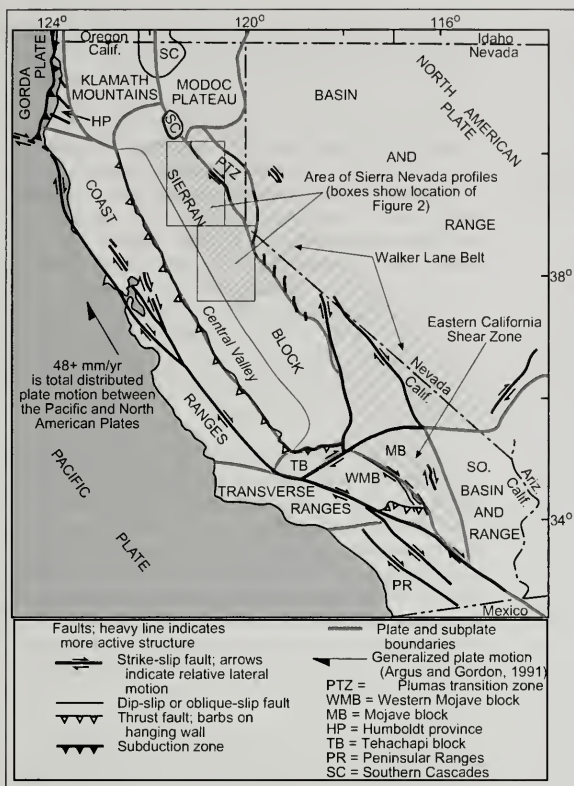 124°
120°
116°
Oregon
Calif.
SC
Idaho
Nevada
GORDA
PLATE
KLAMATH
MOUNTAINS
MODOC
PLATEAU
BASIN
NORTH AMERICAN
PLATE
HP
SC
PTZ
AND
Area of Sierra Nevada profiles
(boxes show location of
Figure 2)
SIERRAN
COAST
RANGE
Walker Lane Belt
38°
Central Valley
BLOCK
Eastern California
Shear Zone
48+ mm/yr
is total distributed
plate motion between
the Pacific and North
American Plates
Nevada
Calif.
RANGES
PACIFIC
TB
MB
WMB
SO.
BASIN
AND
RANGE
Ariz.
Calif.
TRANSVERSE
RANGES
34°
PLATE
PR
Mexico
Faults; heavy line indicates
more active structure
Strike-slip fault; arrows
indicate relative lateral
motion
Dip-slip or oblique-slip fault
Thrust fault; barbs on
hanging wall
Subduction zone
Plate and subplate
boundaries
Generalized plate motion
(Argus and Gordon, 1991)
PTZ = Plumas transition zone
WMB = Western Mojave block
MB = Mojave block
HP = Humboldt province
TB = Tehachapi block
PR = Peninsular Ranges
SC = Southern Cascades